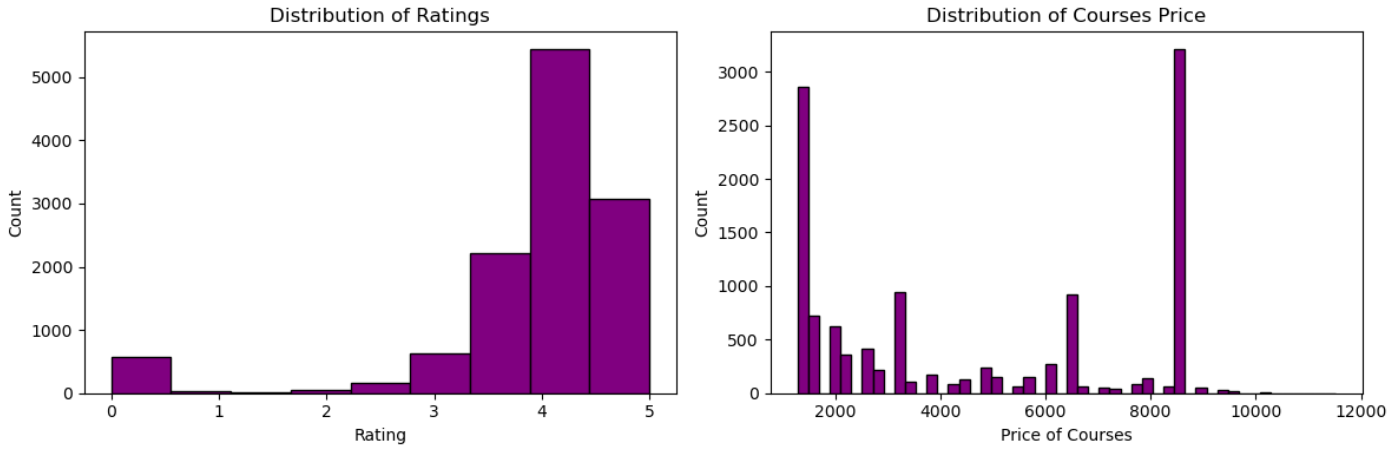 Distribution of Ratings
Count
5000
4000
3000
2000
1000
0
0 1 2 3 4 5
Rating
Distribution of Courses Price
Count
3000
2500
2000
1500
1000
500
0
2000 4000 6000 8000 10000 12000
Price of Courses